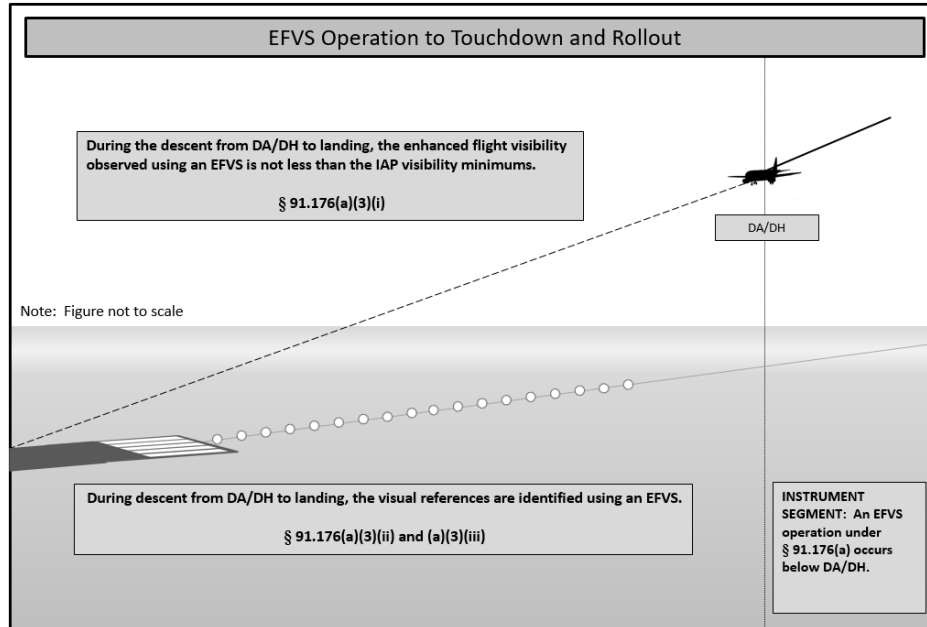 EFVS Operation to Touchdown and Rollout
During the descent from DA/DH to landing, the enhanced flight visibility
observed using an EFVS is not less than the IAP visibility minimums.
§ 91.176(a)(3)(i)
DA/DH
Note:  Figure not to scale
During descent from DA/DH to landing, the visual references are identified using an EFVS.
§ 91.176(a)(3)(ii) and (a)(3)(iii)
INSTRUMENT
SEGMENT:  An EFVS
operation under
§ 91.176(a) occurs
below DA/DH.